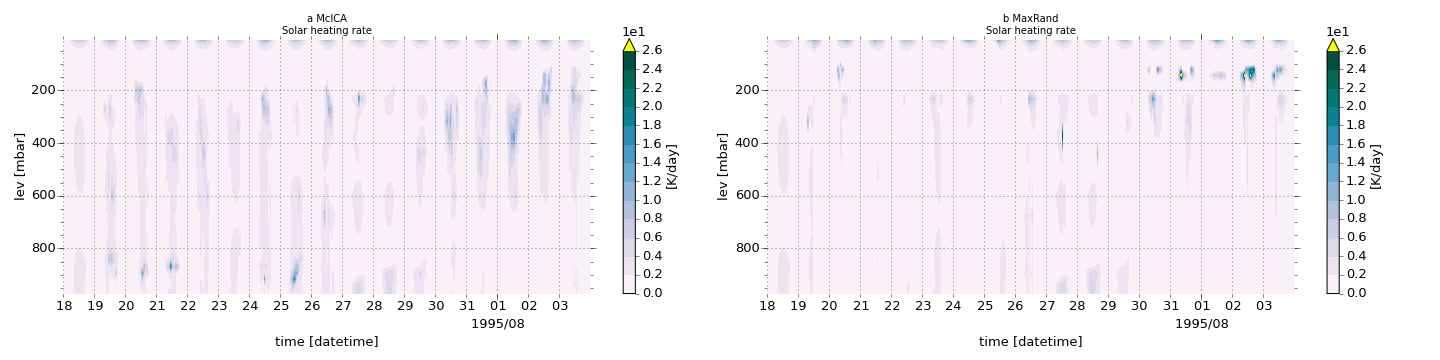 a McICA
Solar heating rate
1e1
2.6
2.4
2.2
2.0
1.8
1.6
1.4
1.2
1.0
0.8
0.6
0.4
0.2
0.0
[K/day]
200
400
600
800
lev [mbar]
18 19 20 21 22 23 24 25 26 27 28 29 30 31 01 02 03
1995/08
time [datetime]
b MaxRand
Solar heating rate
1e1
2.6
2.4
2.2
2.0
1.8
1.6
1.4
1.2
1.0
0.8
0.6
0.4
0.2
0.0
[K/day]
200
400
600
800
lev [mbar]
18 19 20 21 22 23 24 25 26 27 28 29 30 31 01 02 03
1995/08
time [datetime]